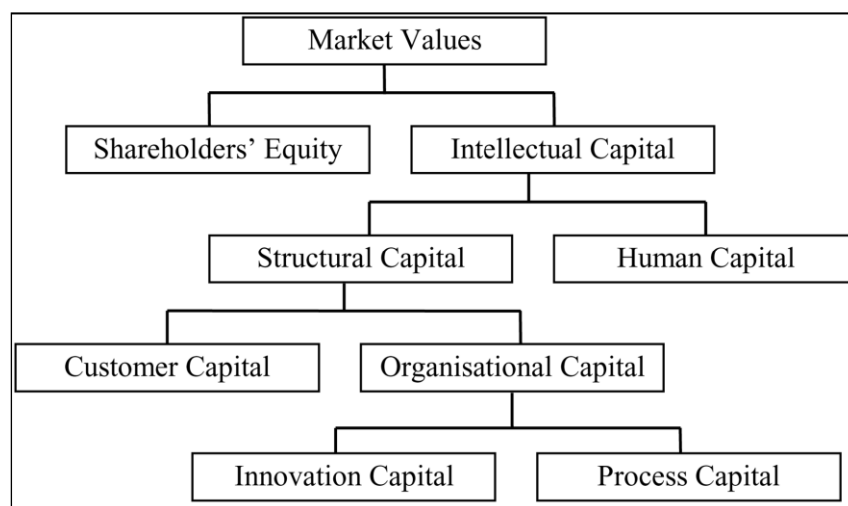 Market Values
Shareholders’ Equity
Intellectual Capital
Structural Capital
Human Capital
Customer Capital
Organisational Capital
Innovation Capital
Process Capital